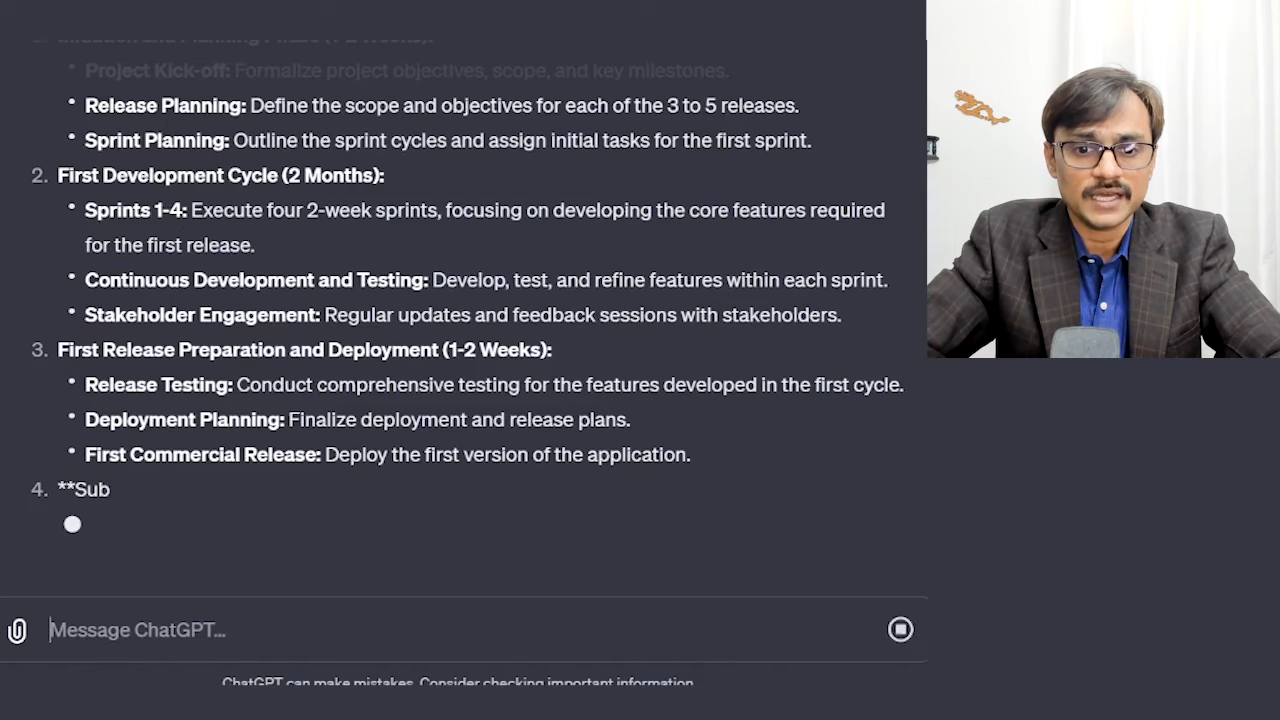 Project Kick-off: Formalize project objectives, scope, and key milestones.
• Release Planning: Define the scope and objectives for each of the 3 to 5 releases.
• Sprint Planning: Outline the sprint cycles and assign initial tasks for the first sprint.
2. First Development Cycle (2 Months):
• Sprints 1-4: Execute four 2-week sprints, focusing on developing the core features required
for the first release.
• Continuous Development and Testing: Develop, test, and refine features within each sprint.
• Stakeholder Engagement: Regular updates and feedback sessions with stakeholders.
3. First Release Preparation and Deployment (1-2 Weeks):
• Release Testing: Conduct comprehensive testing for the features developed in the first cycle.
• Deployment Planning: Finalize deployment and release plans.
• First Commercial Release: Deploy the first version of the application.
4. **Sub
Message ChatGPT...
ChatGPT can make mistakes. Consider checking important information.